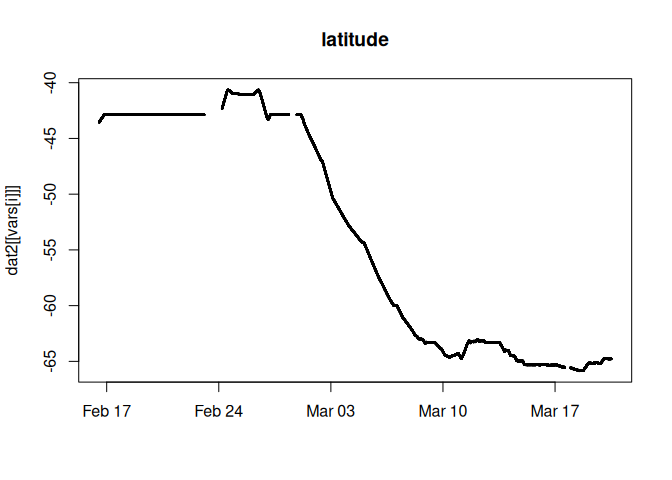 latitude
dat2[[vars[i]]]
-40
-45
-50
-55
-60
-65
Feb 17
Feb 24
Mar 03
Mar 10
Mar 17